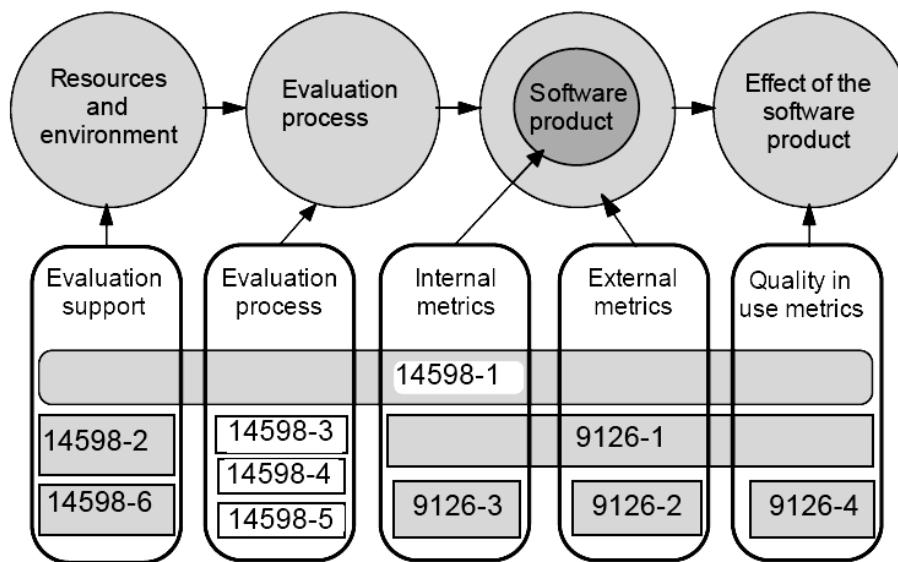 Resources
and
environment
Evaluation
process
Software
product
Effect of the
software
product
Evaluation
support
Evaluation
process
Internal
metrics
External
metrics
Quality in
use metrics
14598-1
14598-2
14598-3
9126-1
14598-4
14598-6
14598-5
9126-3
9126-2
9126-4